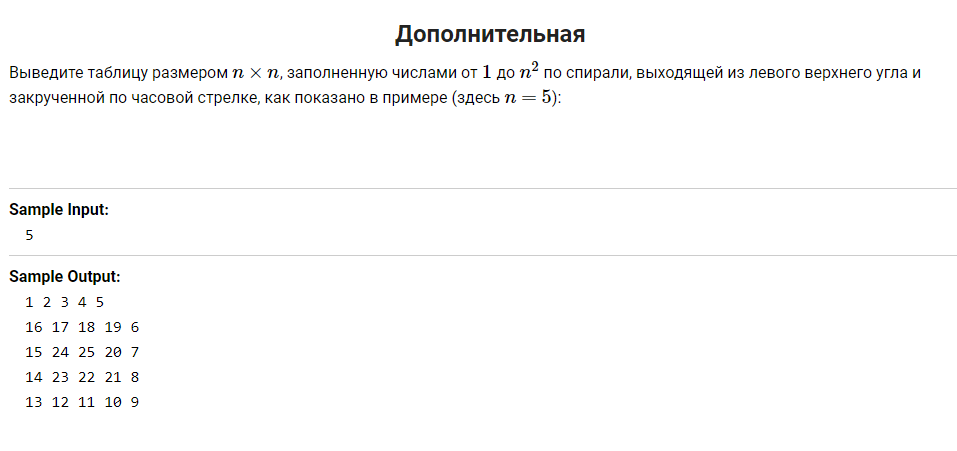 Дополнительная
Выведите таблицу размером n × n, заполненную числами от 1 до n² по спирали, выходящей из левого верхнего угла и
закрученной по часовой стрелке, как показано в примере (здесь n = 5):
Sample Input:
5
Sample Output:
1 2 3 4 5
16 17 18 19 6
15 24 25 20 7
14 23 22 21 8
13 12 11 10 9